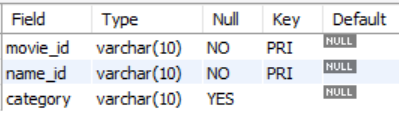 Field Type Null Key Default
movie_id varchar(10) NO PRI NULL
name_id varchar(10) NO PRI NULL
category varchar(10) YES NULL